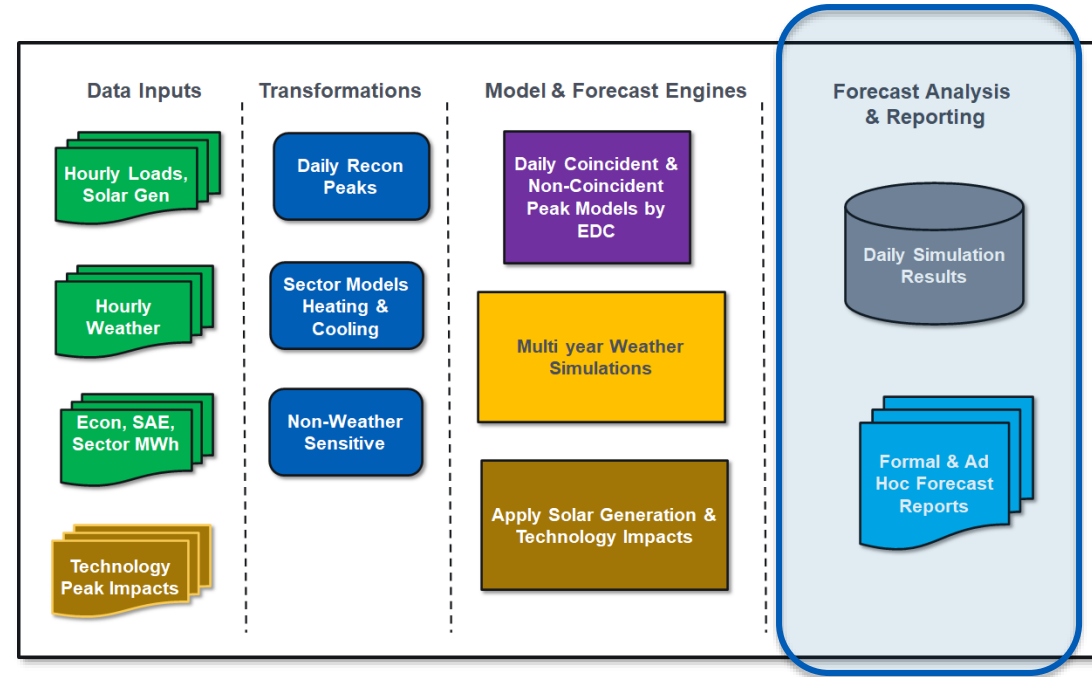 Data Inputs
Hourly Loads,
Solar Gen
Hourly
Weather
Econ, SAE,
Sector MWh
Technology
Peak Impacts
Transformations
Daily Recon
Peaks
Sector Models
Heating &
Cooling
Non-Weather
Sensitive
Model & Forecast Engines
Daily Coincident &
Non-Coincident
Peak Models by
EDC
Multi year Weather
Simulations
Apply Solar Generation &
Technology Impacts
Forecast Analysis
& Reporting
Daily Simulation
Results
Formal & Ad
Hoc Forecast
Reports